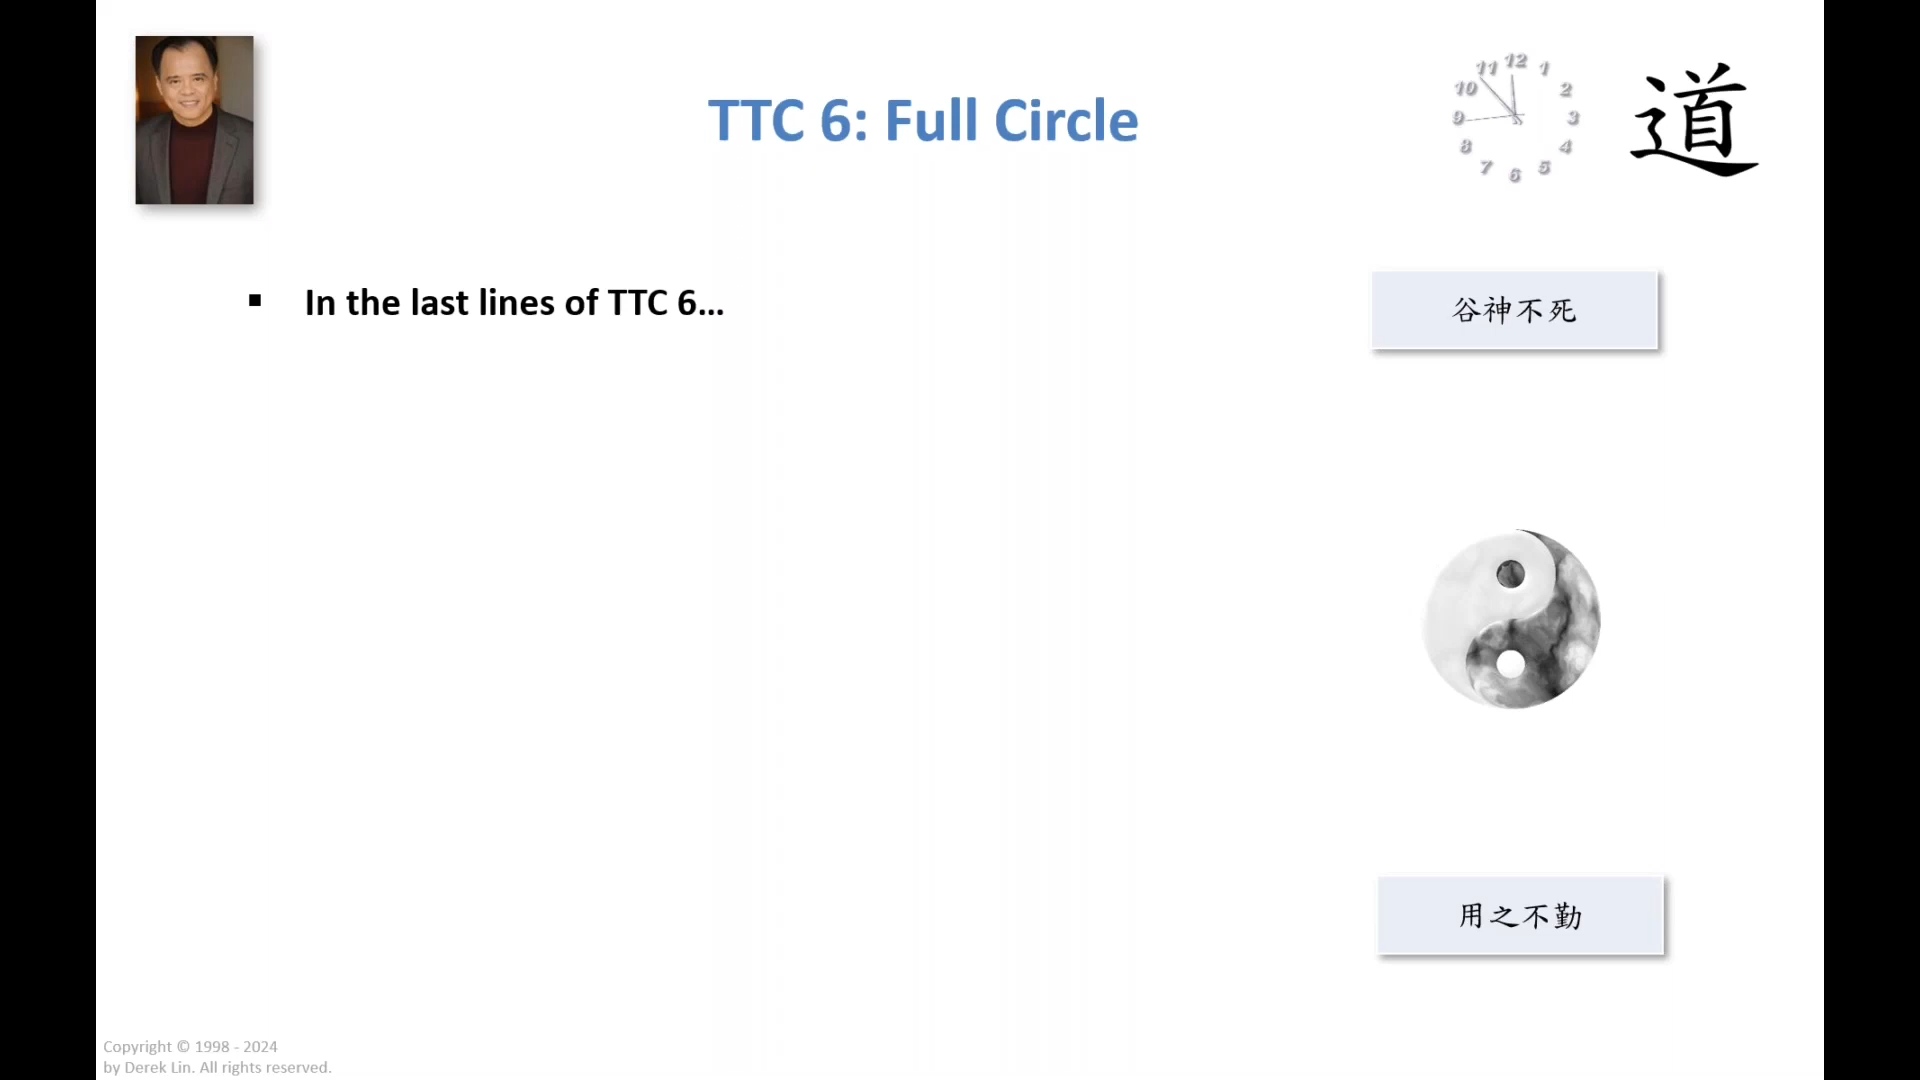 TTC 6: Full Circle
12
11
1
10
2
9
3
8
4
7
5
6
道
▪ In the last lines of TTC 6...
谷神不死
用之不勤
Copyright © 1998 - 2024
by Derek Lin. All rights reserved.